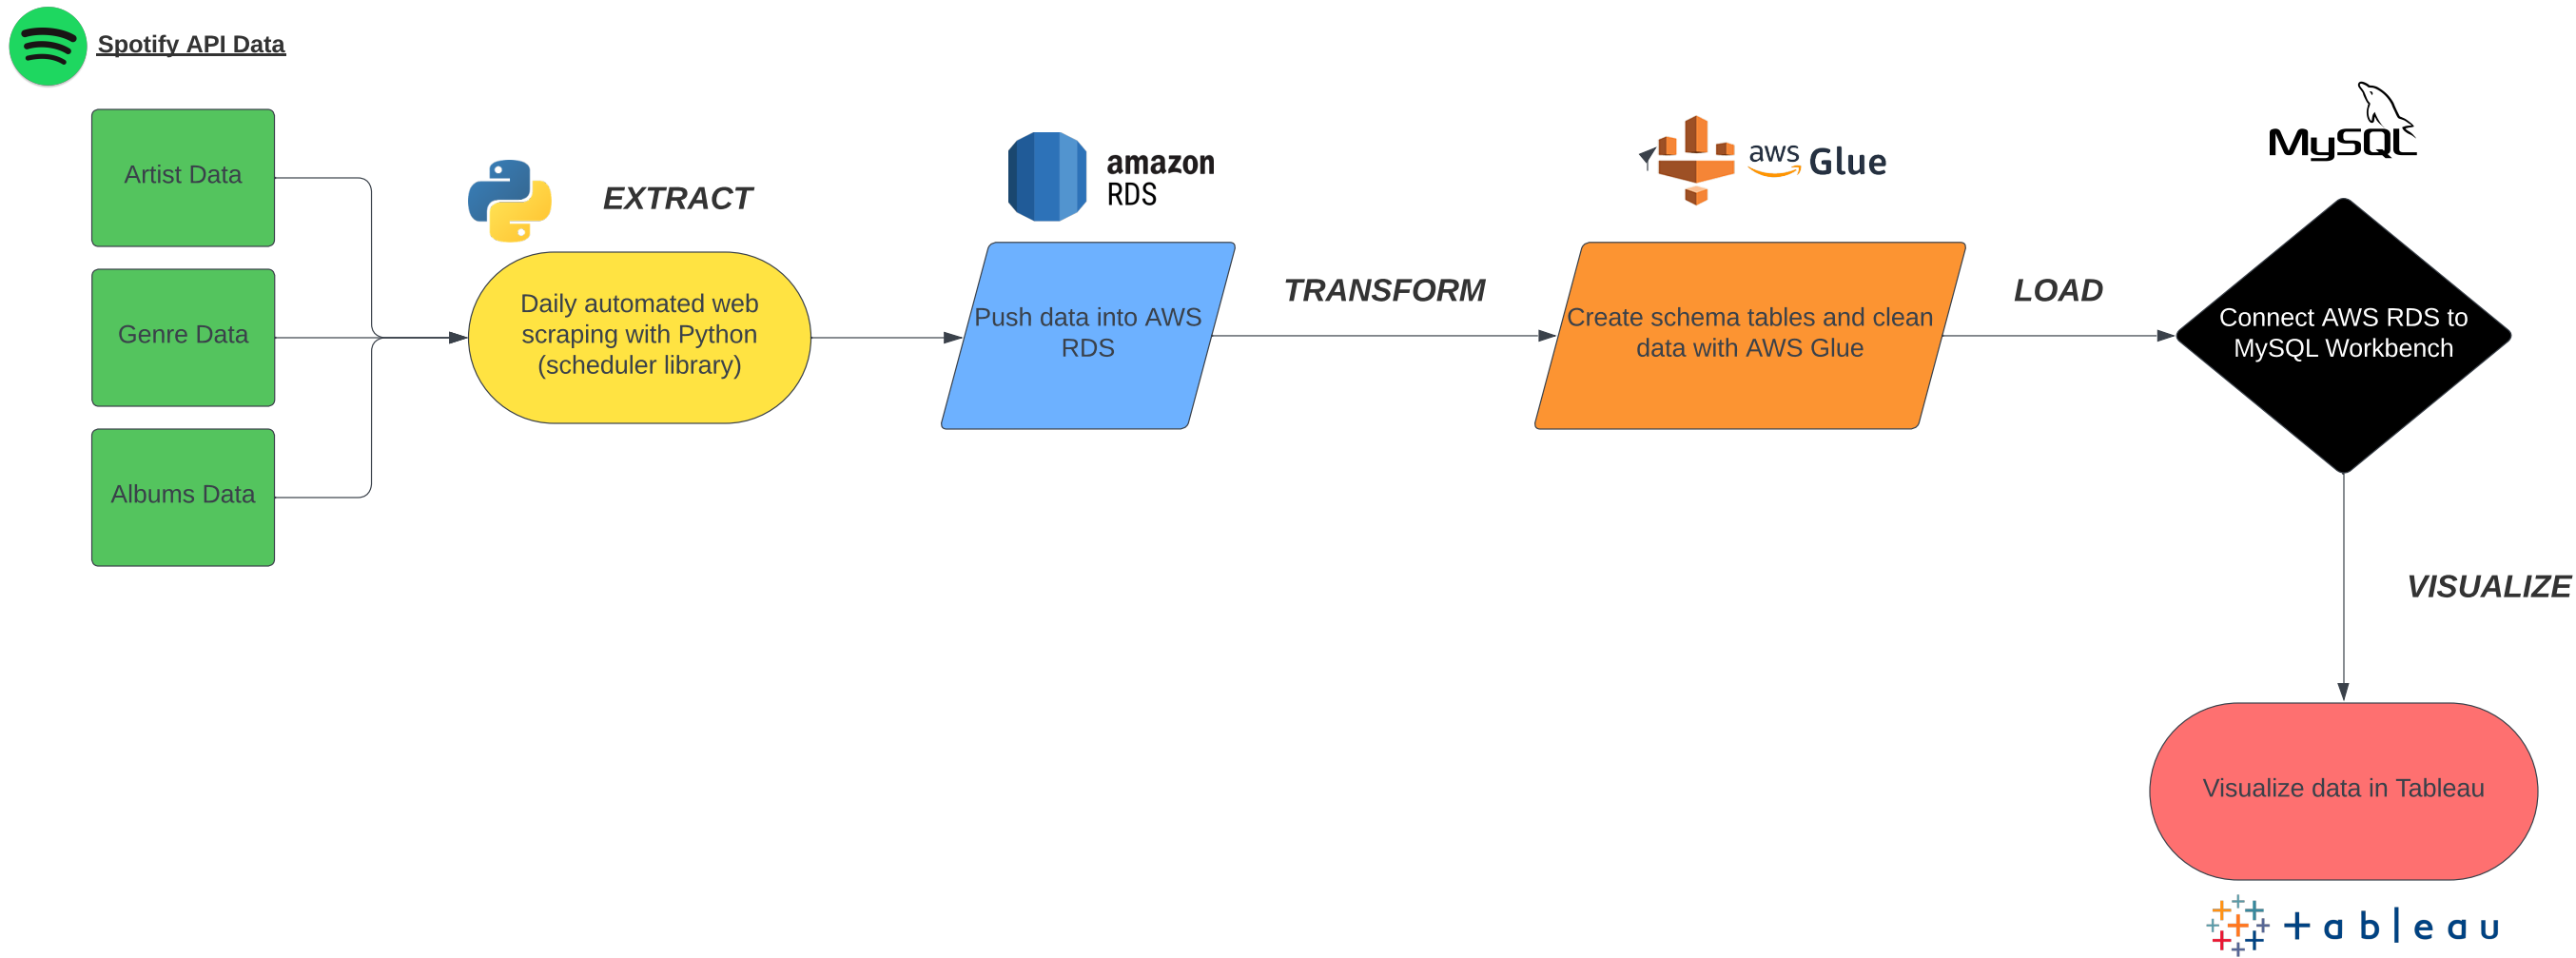 Spotify API Data
Artist Data
Genre Data
Albums Data
EXTRACT
Daily automated web
scraping with Python
(scheduler library)
amazon
RDS
Push data into AWS
RDS
TRANSFORM
aws Glue
Create schema tables and clean
data with AWS Glue
LOAD
MySQL
Connect AWS RDS to
MySQL Workbench
VISUALIZE
Visualize data in Tableau
+ableau